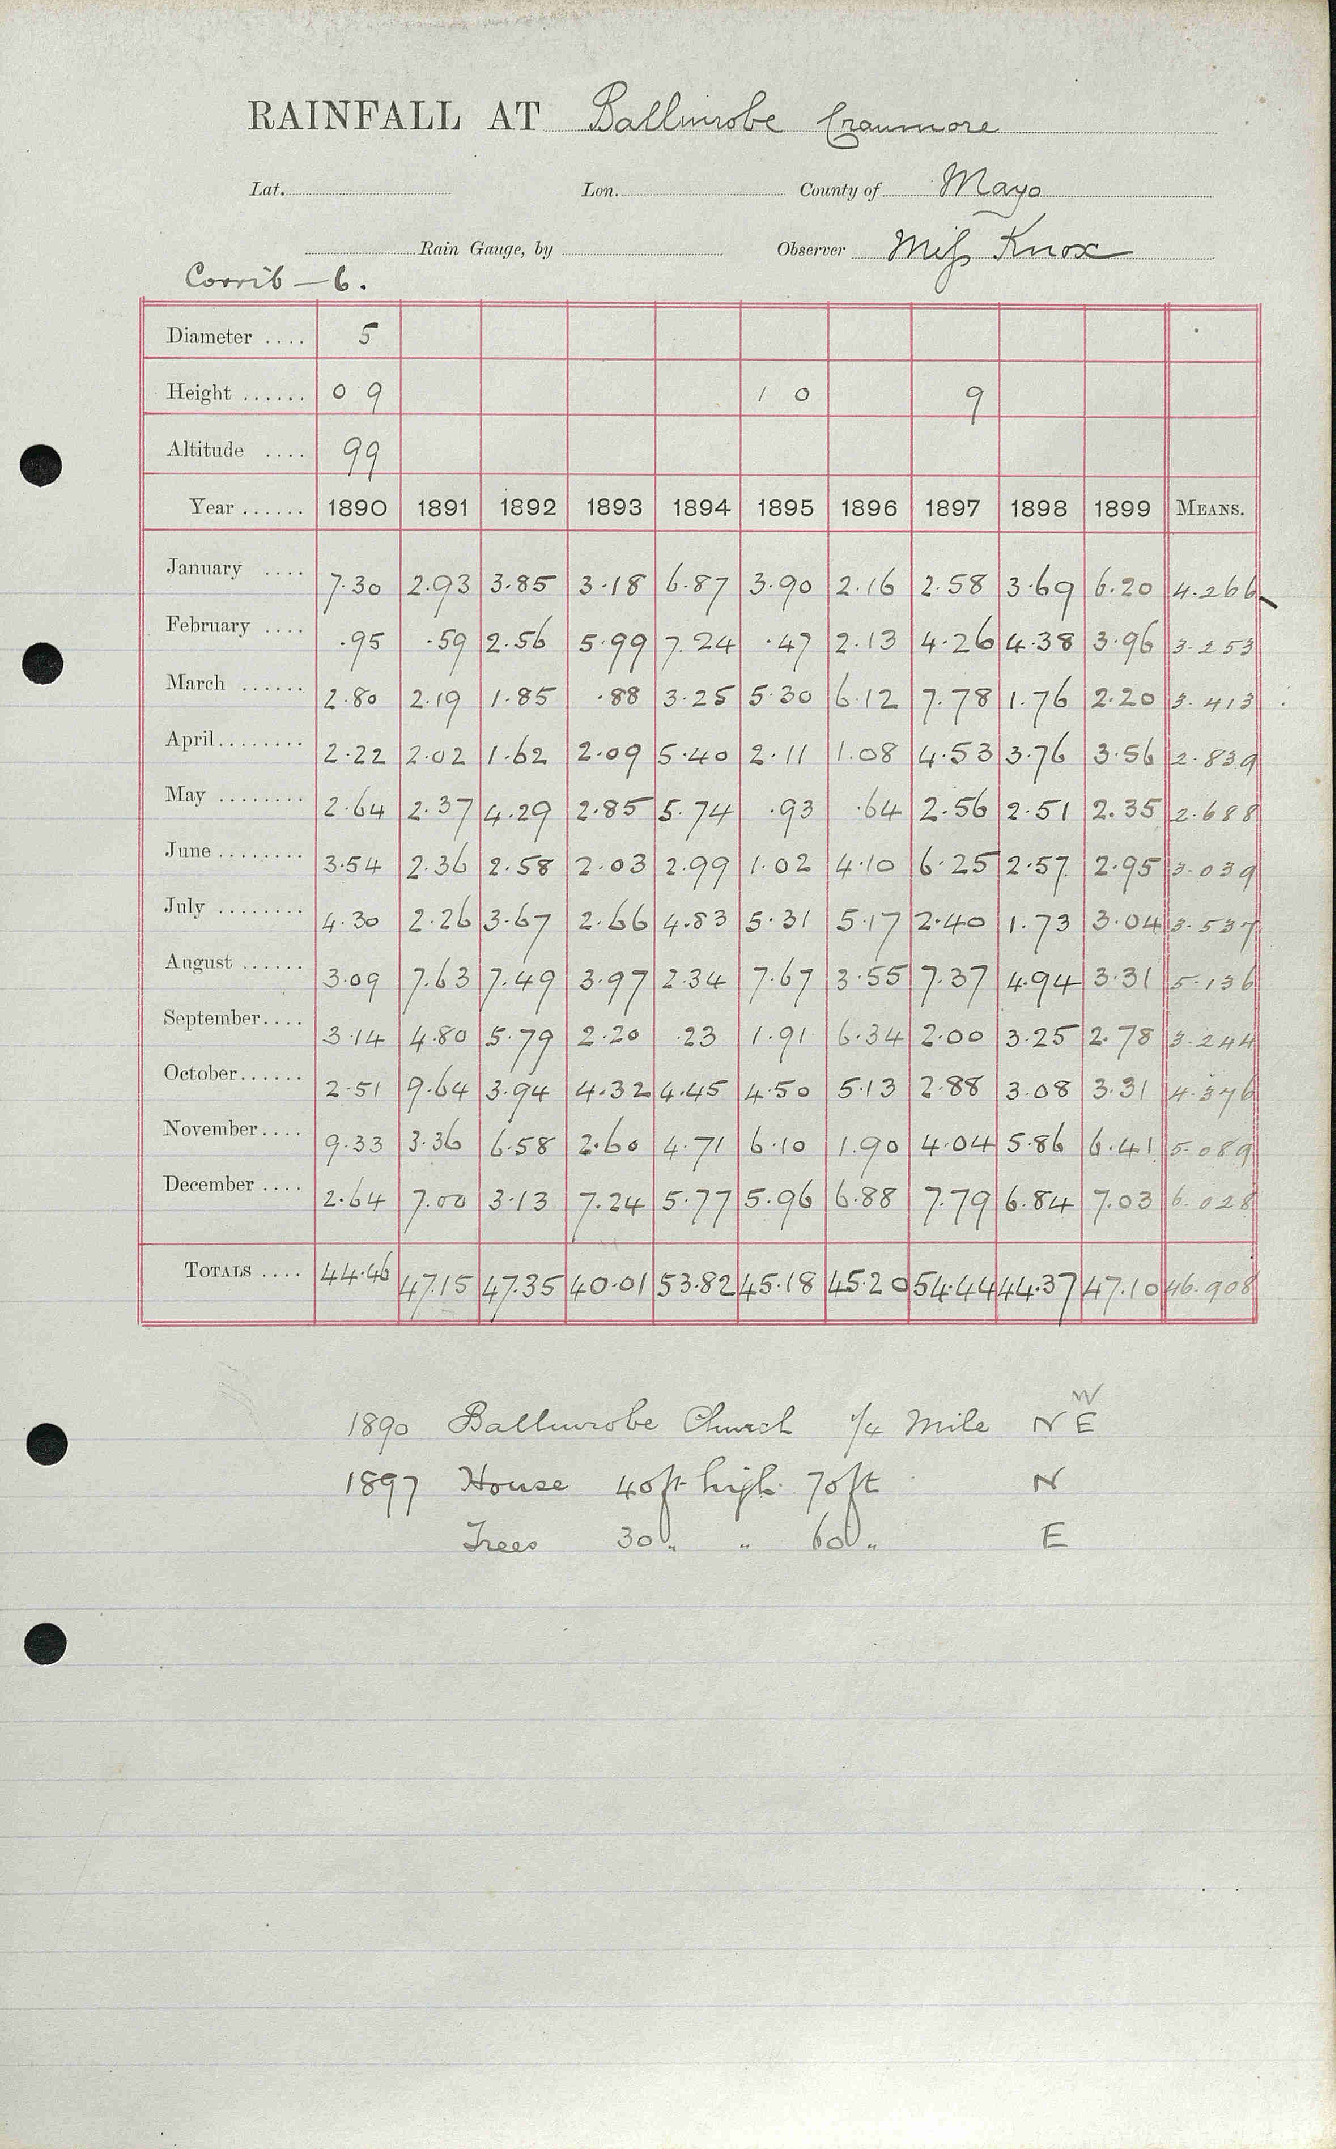 RAINFALL AT Ballinrobe Cranmore
Lat. Lon. County of Mayo
Rain Gauge, by Observer Miss Knox
Corrib - 6.
Diameter .... 5
Height ...... 0 9 1 0 9
Altitude .... 99
Year ...... 1890 1891 1892 1893 1894 1895 1896 1897 1898 1899 MEANS.
January .... 7.30 2.93 3.85 3.18 6.87 3.90 2.16 2.58 3.69 6.20 4.266
February .... .95 .59 2.56 5.99 7.24 .47 2.13 4.26 4.38 3.96 3.253
March ...... 2.80 2.19 1.85 .88 3.25 5.30 6.12 7.78 1.76 2.20 3.413
April........ 2.22 2.02 1.62 2.09 5.40 2.11 1.08 4.53 3.76 3.56 2.839
May ........ 2.64 2.37 4.29 2.85 5.74 .93 .64 2.56 2.51 2.35 2.688
June ........ 3.54 2.36 2.58 2.03 2.99 1.02 4.10 6.25 2.57 2.95 3.039
July ........ 4.30 2.26 3.67 2.66 4.83 5.31 5.17 2.40 1.73 3.04 3.537
August ...... 3.09 7.63 7.49 3.97 2.34 7.67 3.55 7.37 4.94 3.31 5.136
September.... 3.14 4.80 5.79 2.20 .23 1.91 6.34 2.00 3.25 2.78 3.244
October...... 2.51 9.64 3.94 4.32 4.45 4.50 5.13 2.88 3.08 3.31 4.376
November.... 9.33 3.36 6.58 2.60 4.71 6.10 1.90 4.04 5.86 6.41 5.089
December .... 2.64 7.00 3.13 7.24 5.77 5.96 6.88 7.79 6.84 7.03 6.028
TOTALS .... 44.46 47.15 47.35 40.01 53.82 45.18 45.20 54.44 44.37 47.10 46.908
W
1890 Ballinrobe Church 1/4 Mile N E
1897 House 40ft high 70ft N
Trees 30 " " 60 " E